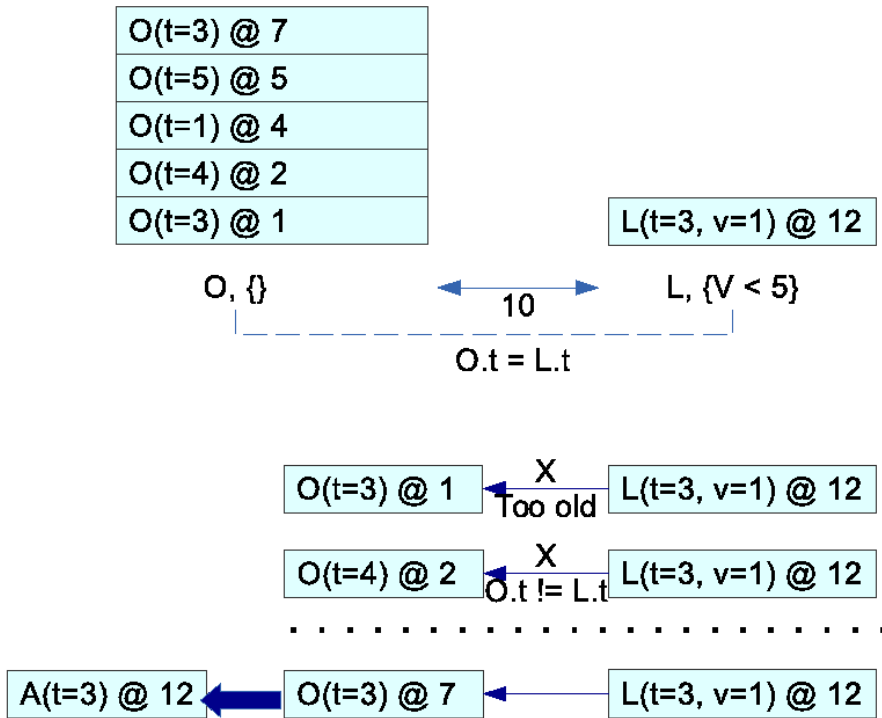 O(t=3) @ 7
O(t=5) @ 5
O(t=1) @ 4
O(t=4) @ 2
O(t=3) @ 1
L(t=3, v=1) @ 12
O, {}
10
L, {V < 5}
O.t = L.t
O(t=3) @ 1
X
Too old
L(t=3, v=1) @ 12
O(t=4) @ 2
X
O.t != L.t
L(t=3, v=1) @ 12
. . . . . . . . . . . . . . . . . . . . . .
A(t=3) @ 12
O(t=3) @ 7
L(t=3, v=1) @ 12